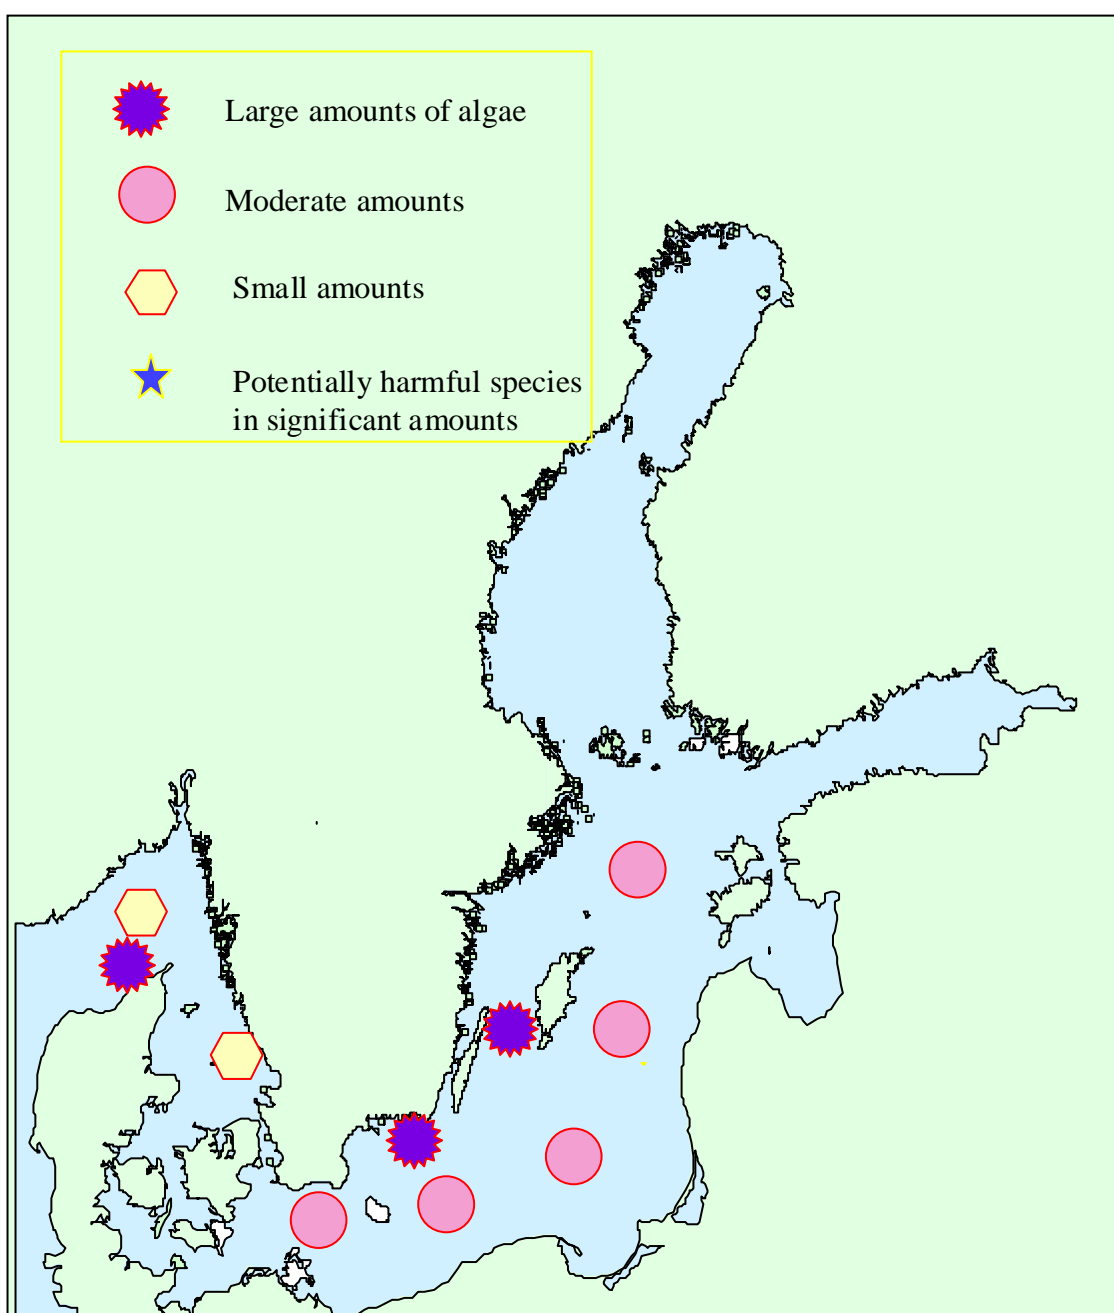 Large amounts of algae
Moderate amounts
Small amounts
Potentially harmful species
in significant amounts